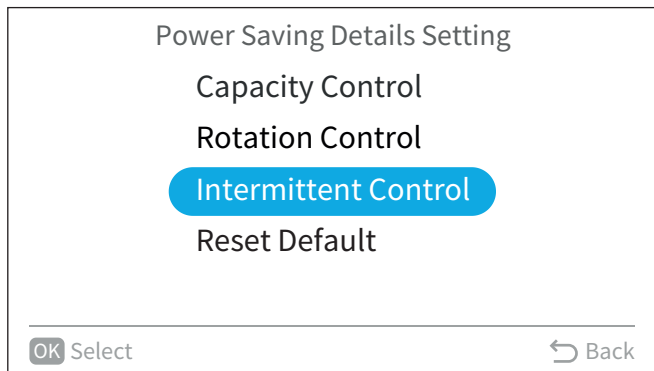 Power Saving Details Setting
Capacity Control
Rotation Control
Intermittent Control
Reset Default
OK Select
Back